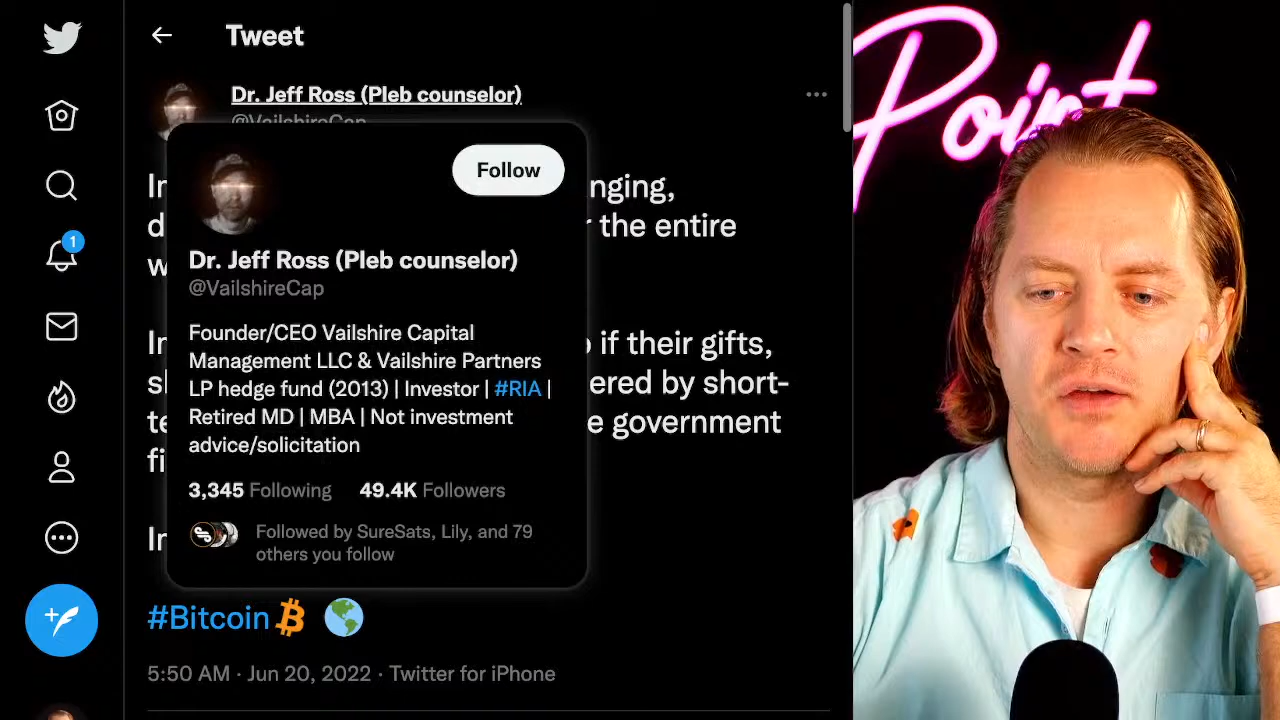 Tweet
Dr. Jeff Ross (Pleb counselor)
@VailshireCap
nging,
the entire
Follow
Dr. Jeff Ross (Pleb counselor)
@VailshireCap
Founder/CEO Vailshire Capital
Management LLC & Vailshire Partners
LP hedge fund (2013) | Investor | #RIA |
Retired MD | MBA | Not investment
advice/solicitation
3,345 Following 49.4K Followers
Followed by SureSats, Lily, and 79
others you follow
if their gifts,
ered by short-
e government
#Bitcoin
5:50 AM · Jun 20, 2022 · Twitter for iPhone
1
Point